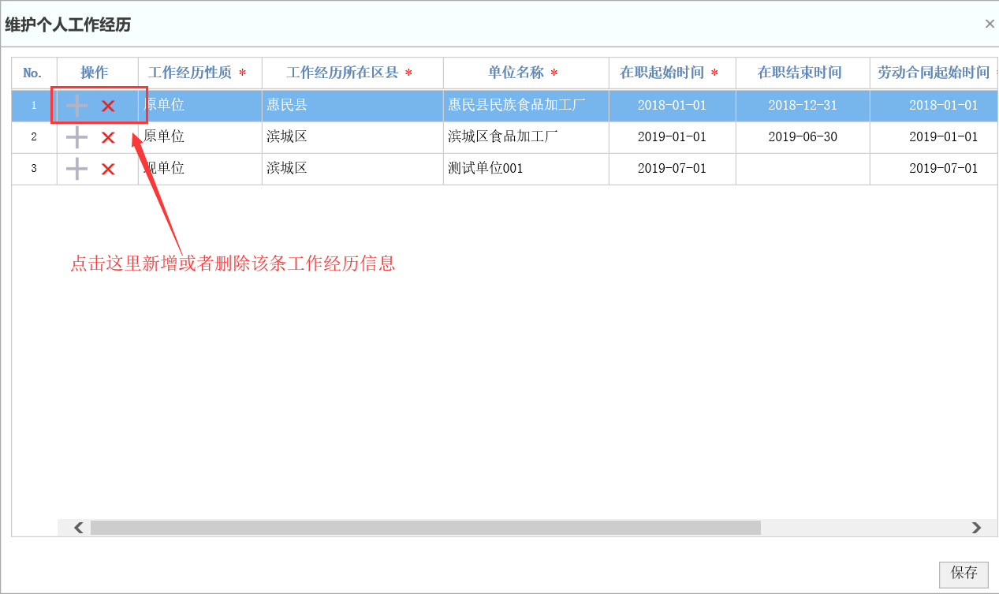 维护个人工作经历 ×
No. 操作 工作经历性质 * 工作经历所在区县 * 单位名称 * 在职起始时间 * 在职结束时间 劳动合同起始时间 *
1 原单位 惠民县 惠民县民族食品加工厂 2018-01-01 2018-12-31 2018-01-01
2 原单位 滨城区 滨城区食品加工厂 2019-01-01 2019-06-30 2019-01-01
3 现单位 滨城区 测试单位001 2019-07-01 2019-07-01
点击这里新增或者删除该条工作经历信息
保存